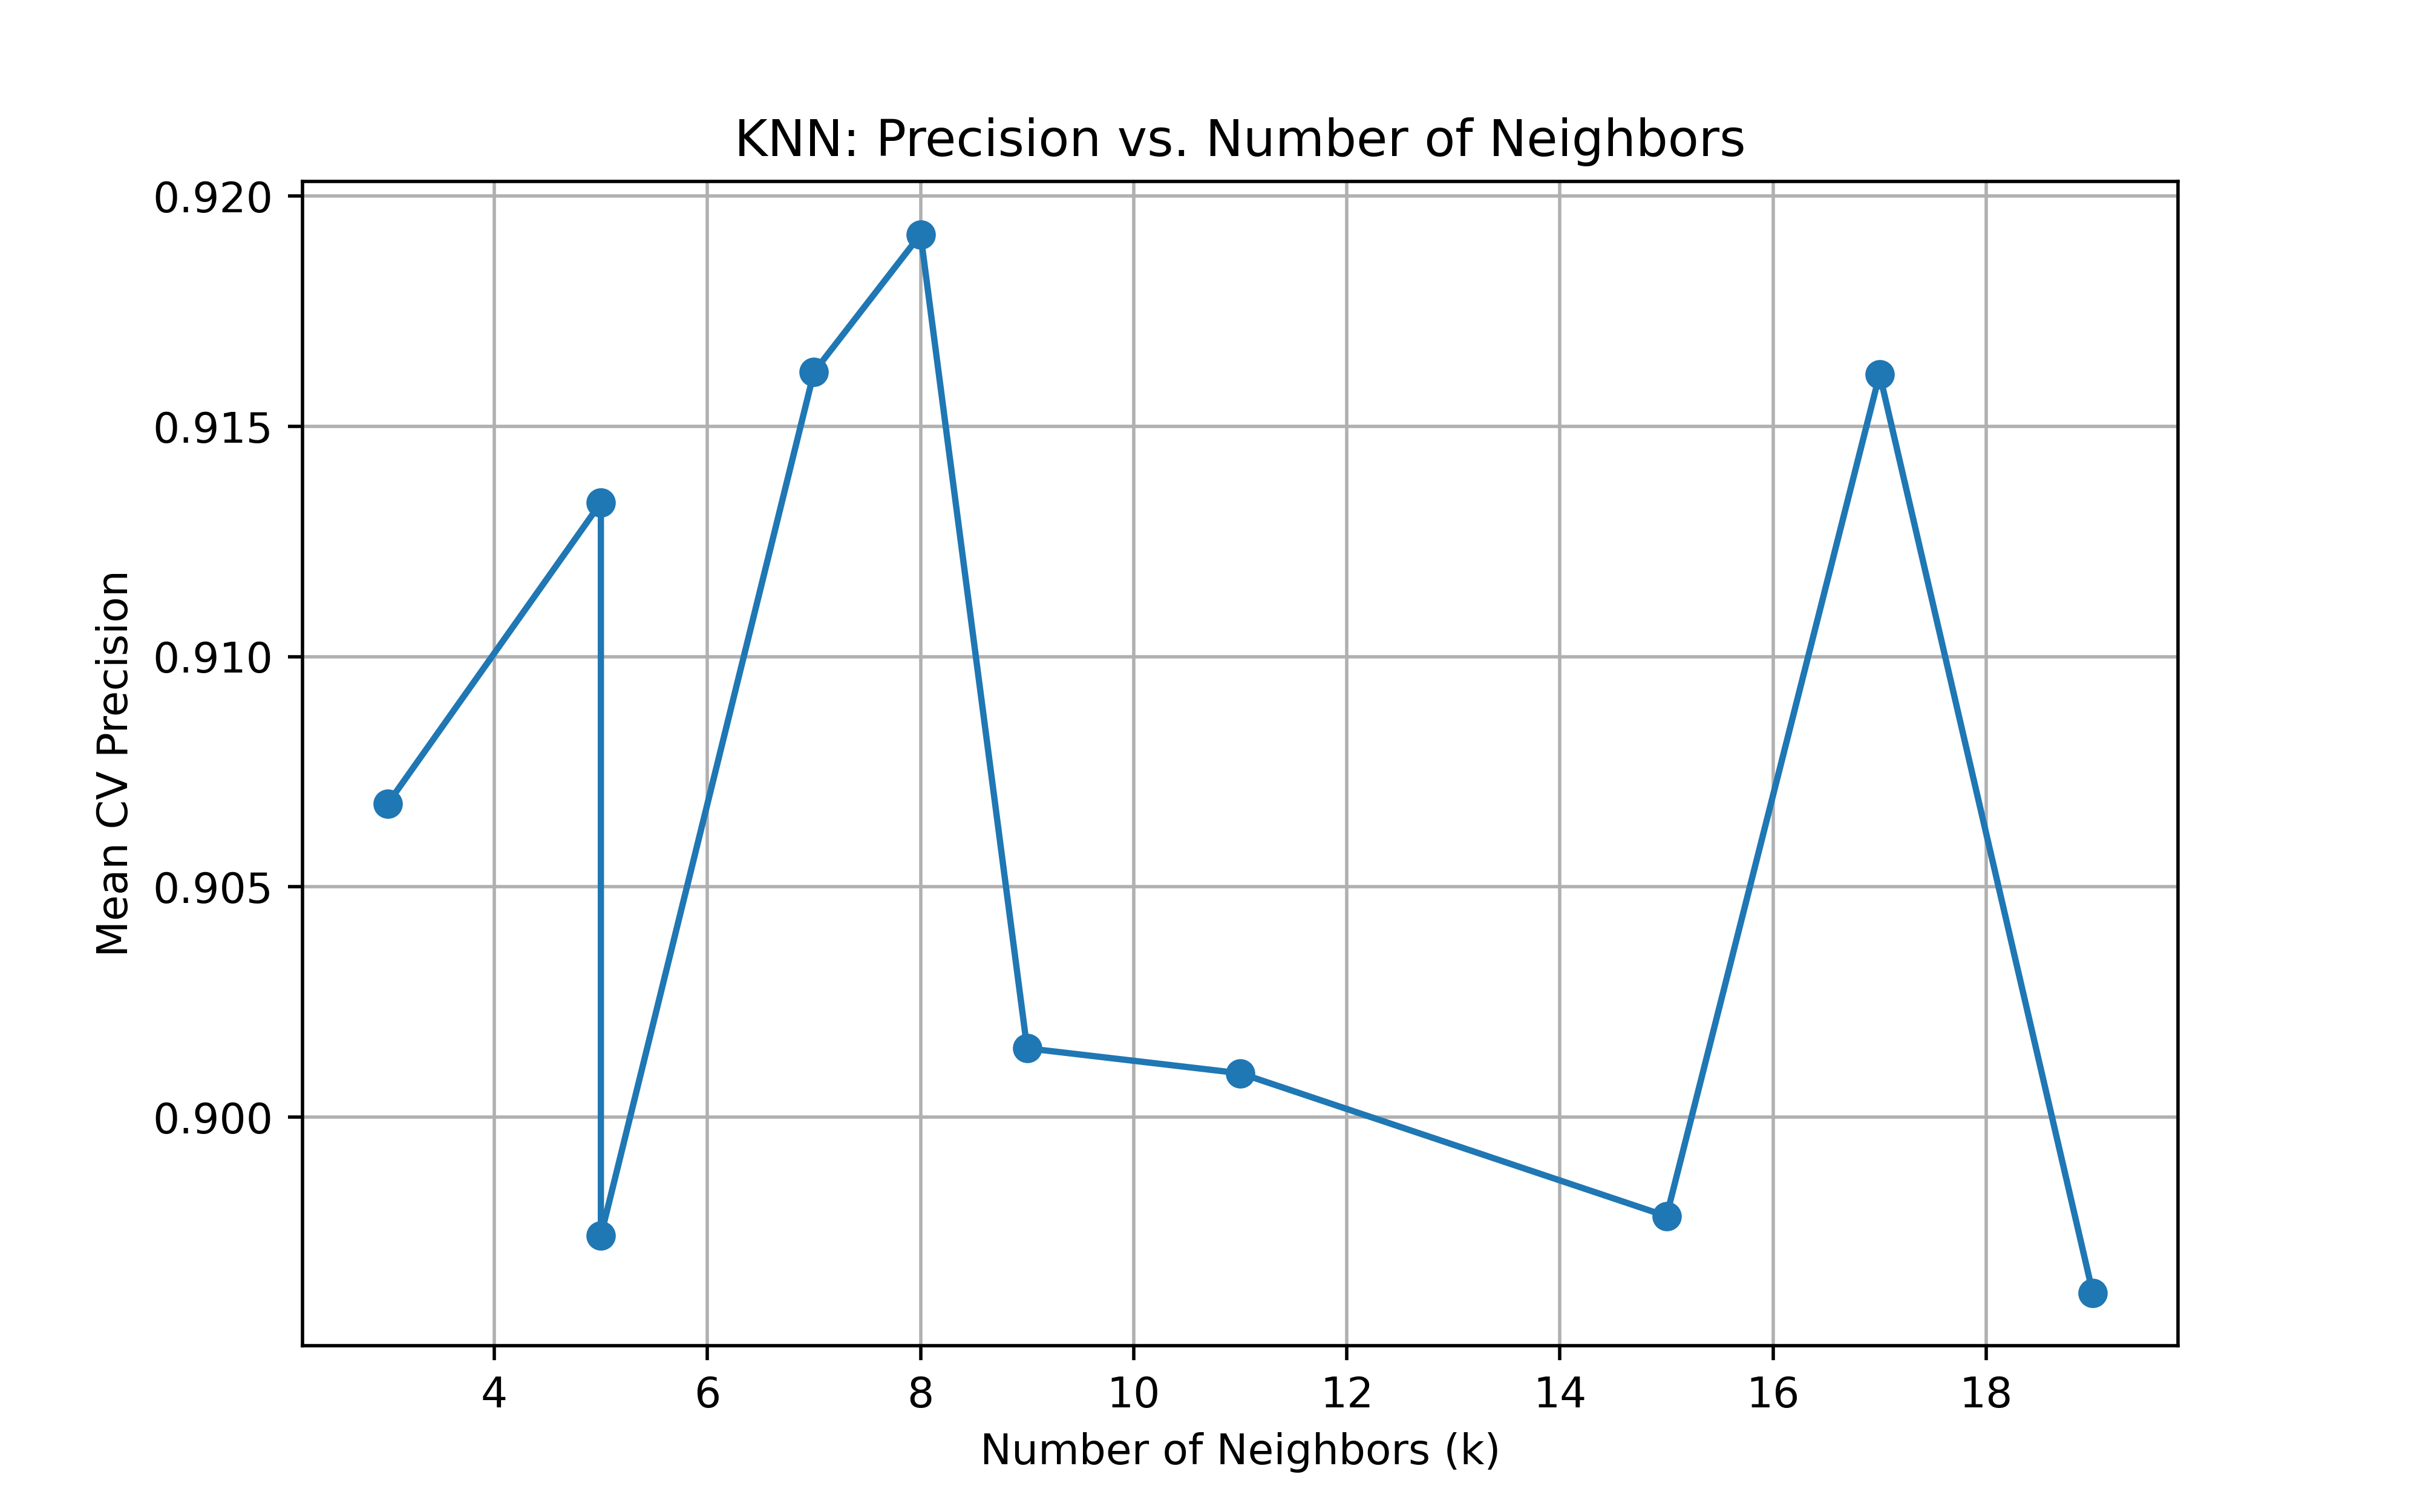 KNN: Precision vs. Number of Neighbors
0.920
0.915
0.910
0.905
0.900
Mean CV Precision
4 6 8 10 12 14 16 18
Number of Neighbors (k)